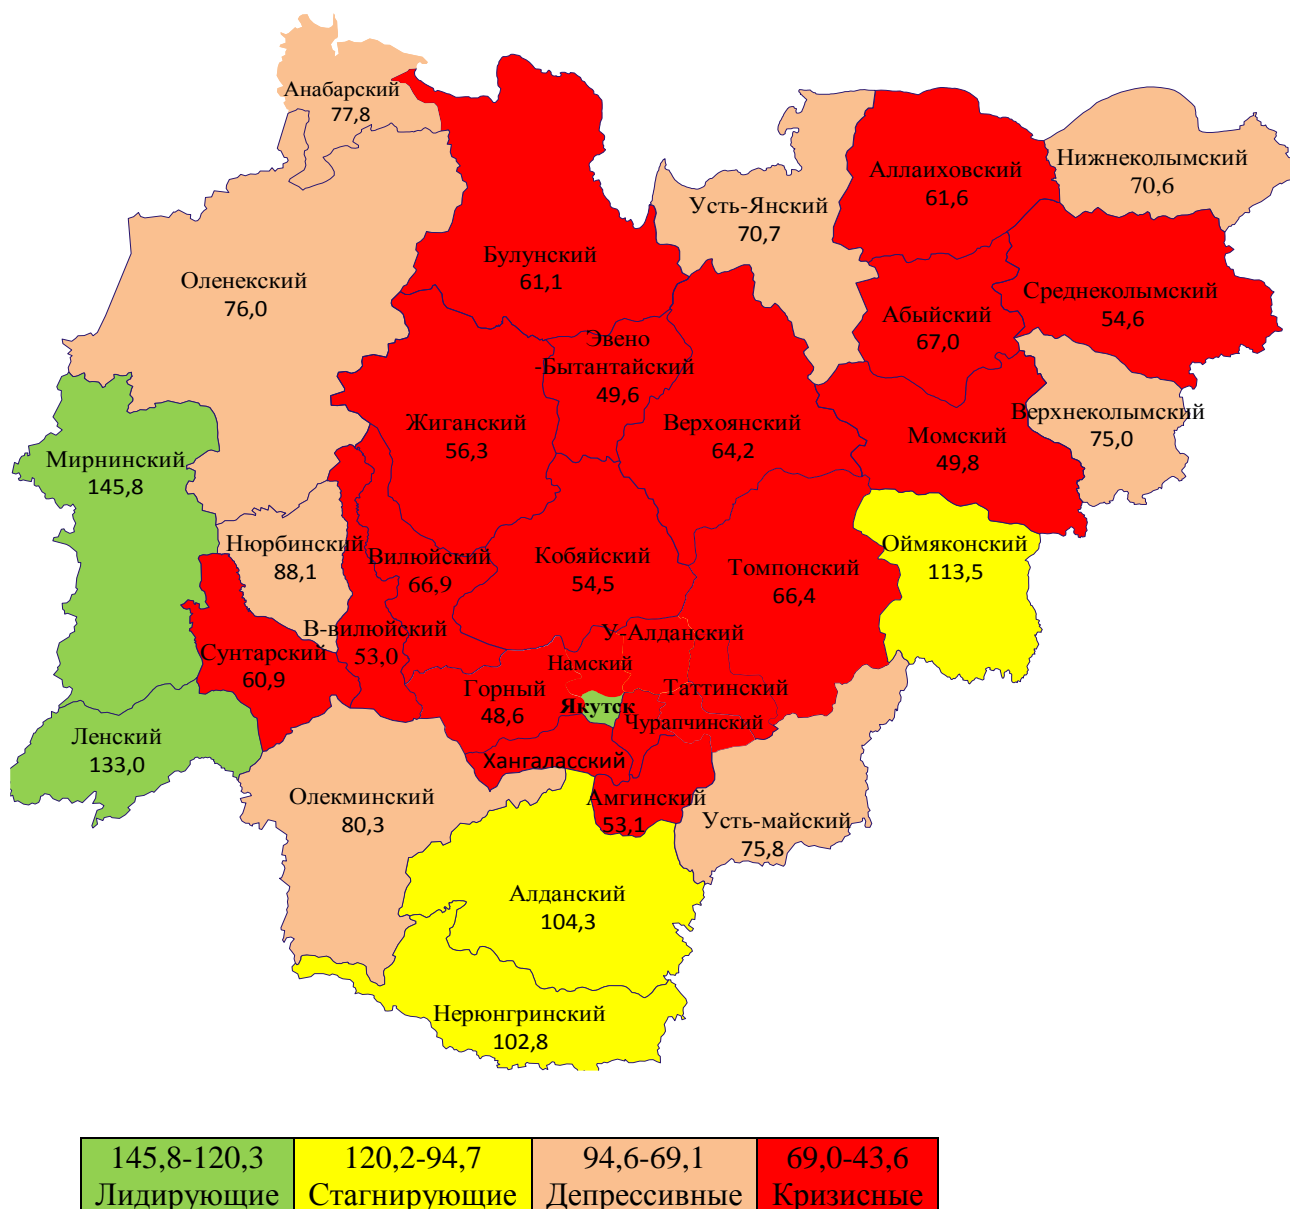 Анабарский
77,8
Нижнеколымский
70,6
Аллаиховский
61,6
Усть-Янский
70,7
Булунский
61,1
Оленекский
76,0
Среднеколымский
54,6
Абыйский
67,0
Эвено
-Бытантайский
49,6
Верхнеколымский
75,0
Жиганский
56,3
Верхоянский
64,2
Момский
49,8
Мирнинский
145,8
Нюрбинский
88,1
Вилюйский
66,9
Кобяйский
54,5
Томпонский
66,4
Оймяконский
113,5
В-вилюйский
53,0
У-Алданский
Сунтарский
60,9
Намский
Горный
48,6
Таттинский
Якутск
Чурапчинский
Ленский
133,0
Хангаласский
Олекминский
80,3
Амгинский
53,1
Усть-майский
75,8
Алданский
104,3
Нерюнгринский
102,8
145,8-120,3
Лидирующие
120,2-94,7
Стагнирующие
94,6-69,1
Депрессивные
69,0-43,6
Кризисные